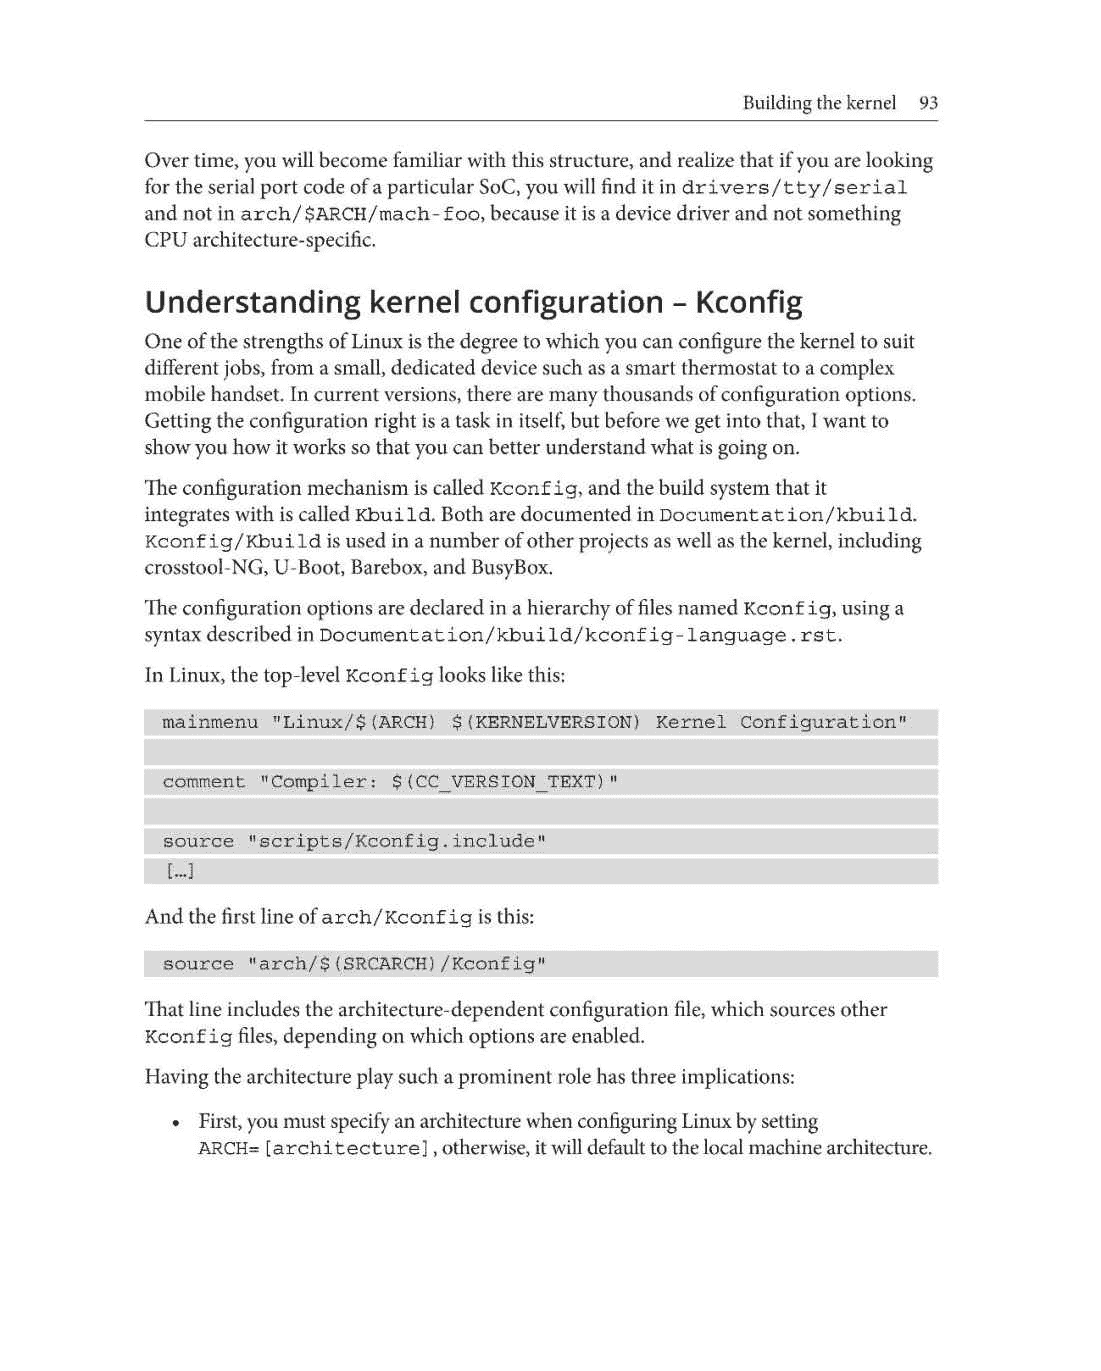 Building the kernel 93
Over time, you will become familiar with this structure, and realize that if you are looking
for the serial port code of a particular SoC, you will find it in drivers/tty/serial
and not in arch/$ARCH/mach-foo, because it is a device driver and not something
CPU architecture-specific.
Understanding kernel configuration – Kconfig
One of the strengths of Linux is the degree to which you can configure the kernel to suit
different jobs, from a small, dedicated device such as a smart thermostat to a complex
mobile handset. In current versions, there are many thousands of configuration options.
Getting the configuration right is a task in itself, but before we get into that, I want to
show you how it works so that you can better understand what is going on.
The configuration mechanism is called Kconfig, and the build system that it
integrates with is called Kbuild. Both are documented in Documentation/kbuild.
Kconfig/Kbuild is used in a number of other projects as well as the kernel, including
crosstool-NG, U-Boot, Barebox, and BusyBox.
The configuration options are declared in a hierarchy of files named Kconfig, using a
syntax described in Documentation/kbuild/kconfig-language.rst.
In Linux, the top-level Kconfig looks like this:
mainmenu "Linux/$(ARCH) $(KERNELVERSION) Kernel Configuration"
comment "Compiler: $(CC_VERSION_TEXT)"
source "scripts/Kconfig.include"
[…]
And the first line of arch/Kconfig is this:
source "arch/$(SRCARCH)/Kconfig"
That line includes the architecture-dependent configuration file, which sources other
Kconfig files, depending on which options are enabled.
Having the architecture play such a prominent role has three implications:
• First, you must specify an architecture when configuring Linux by setting
ARCH=[architecture], otherwise, it will default to the local machine architecture.